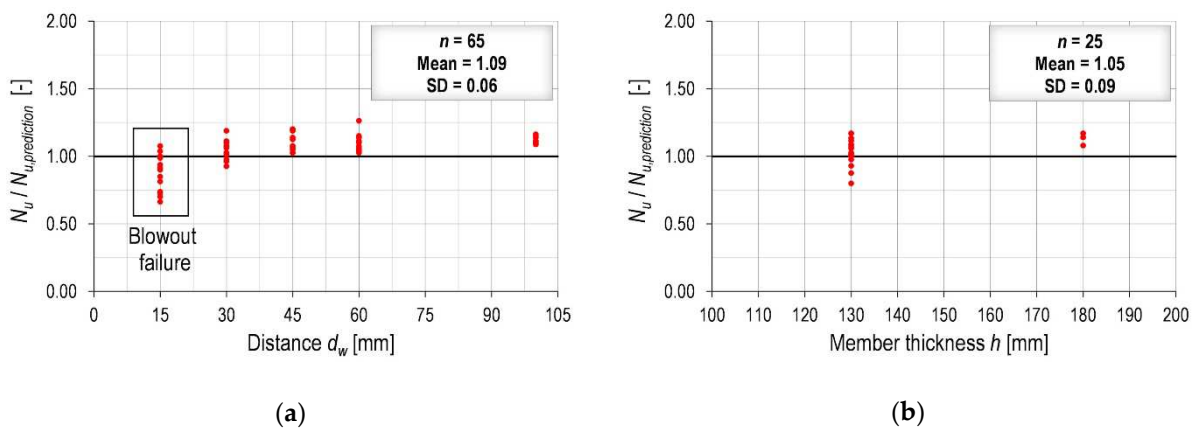 2.00
1.50
1.00
0.50
0.00
N_u / N_u,prediction [-]
n = 65
Mean = 1.09
SD = 0.06
Blowout
failure
0 15 30 45 60 75 90 105
Distance d_w [mm]
(a)
2.00
1.50
1.00
0.50
0.00
N_u / N_u,prediction [-]
n = 25
Mean = 1.05
SD = 0.09
100 110 120 130 140 150 160 170 180 190 200
Member thickness h [mm]
(b)